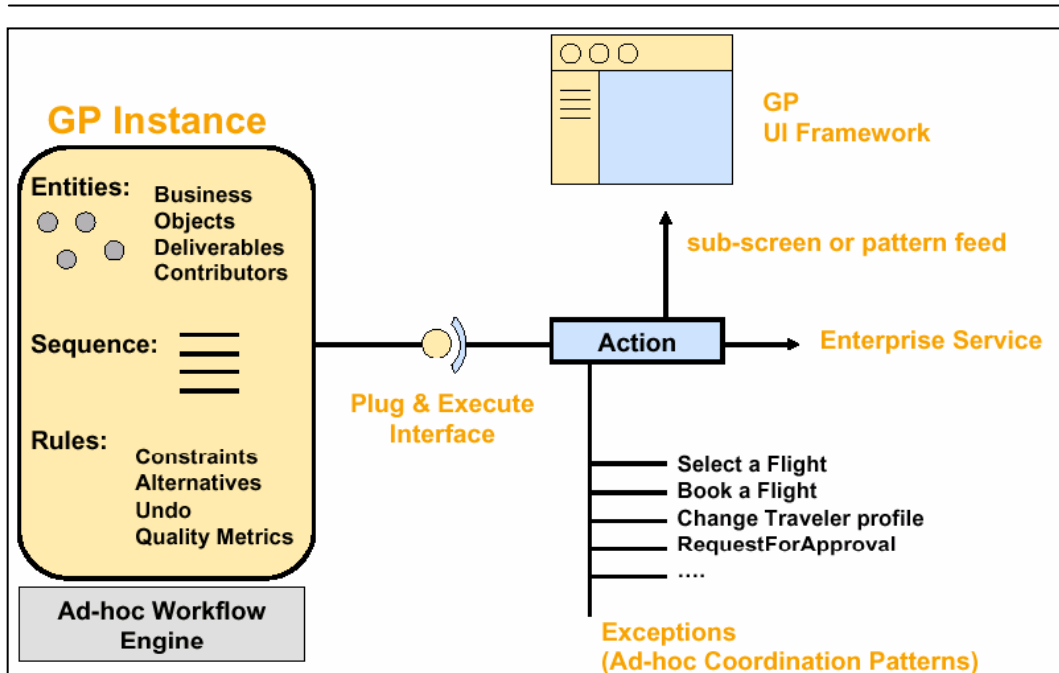 GP Instance
Entities:
Business
Objects
Deliverables
Contributors
Sequence:
Rules:
Constraints
Alternatives
Undo
Quality Metrics
Ad-hoc Workflow
Engine
Plug & Execute
Interface
GP
UI Framework
sub-screen or pattern feed
Action
Enterprise Service
Select a Flight
Book a Flight
Change Traveler profile
RequestForApproval
....
Exceptions
(Ad-hoc Coordination Patterns)